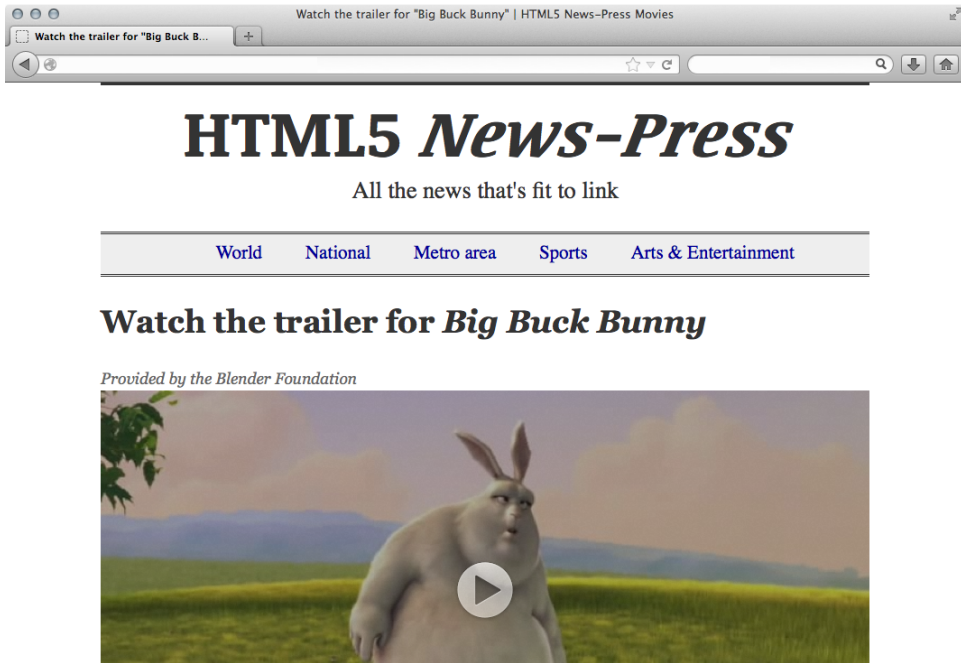 Watch the trailer for "Big Buck Bunny" | HTML5 News-Press Movies
Watch the trailer for "Big Buck B...
HTML5 News-Press
All the news that's fit to link
World National Metro area Sports Arts & Entertainment
Watch the trailer for Big Buck Bunny
Provided by the Blender Foundation